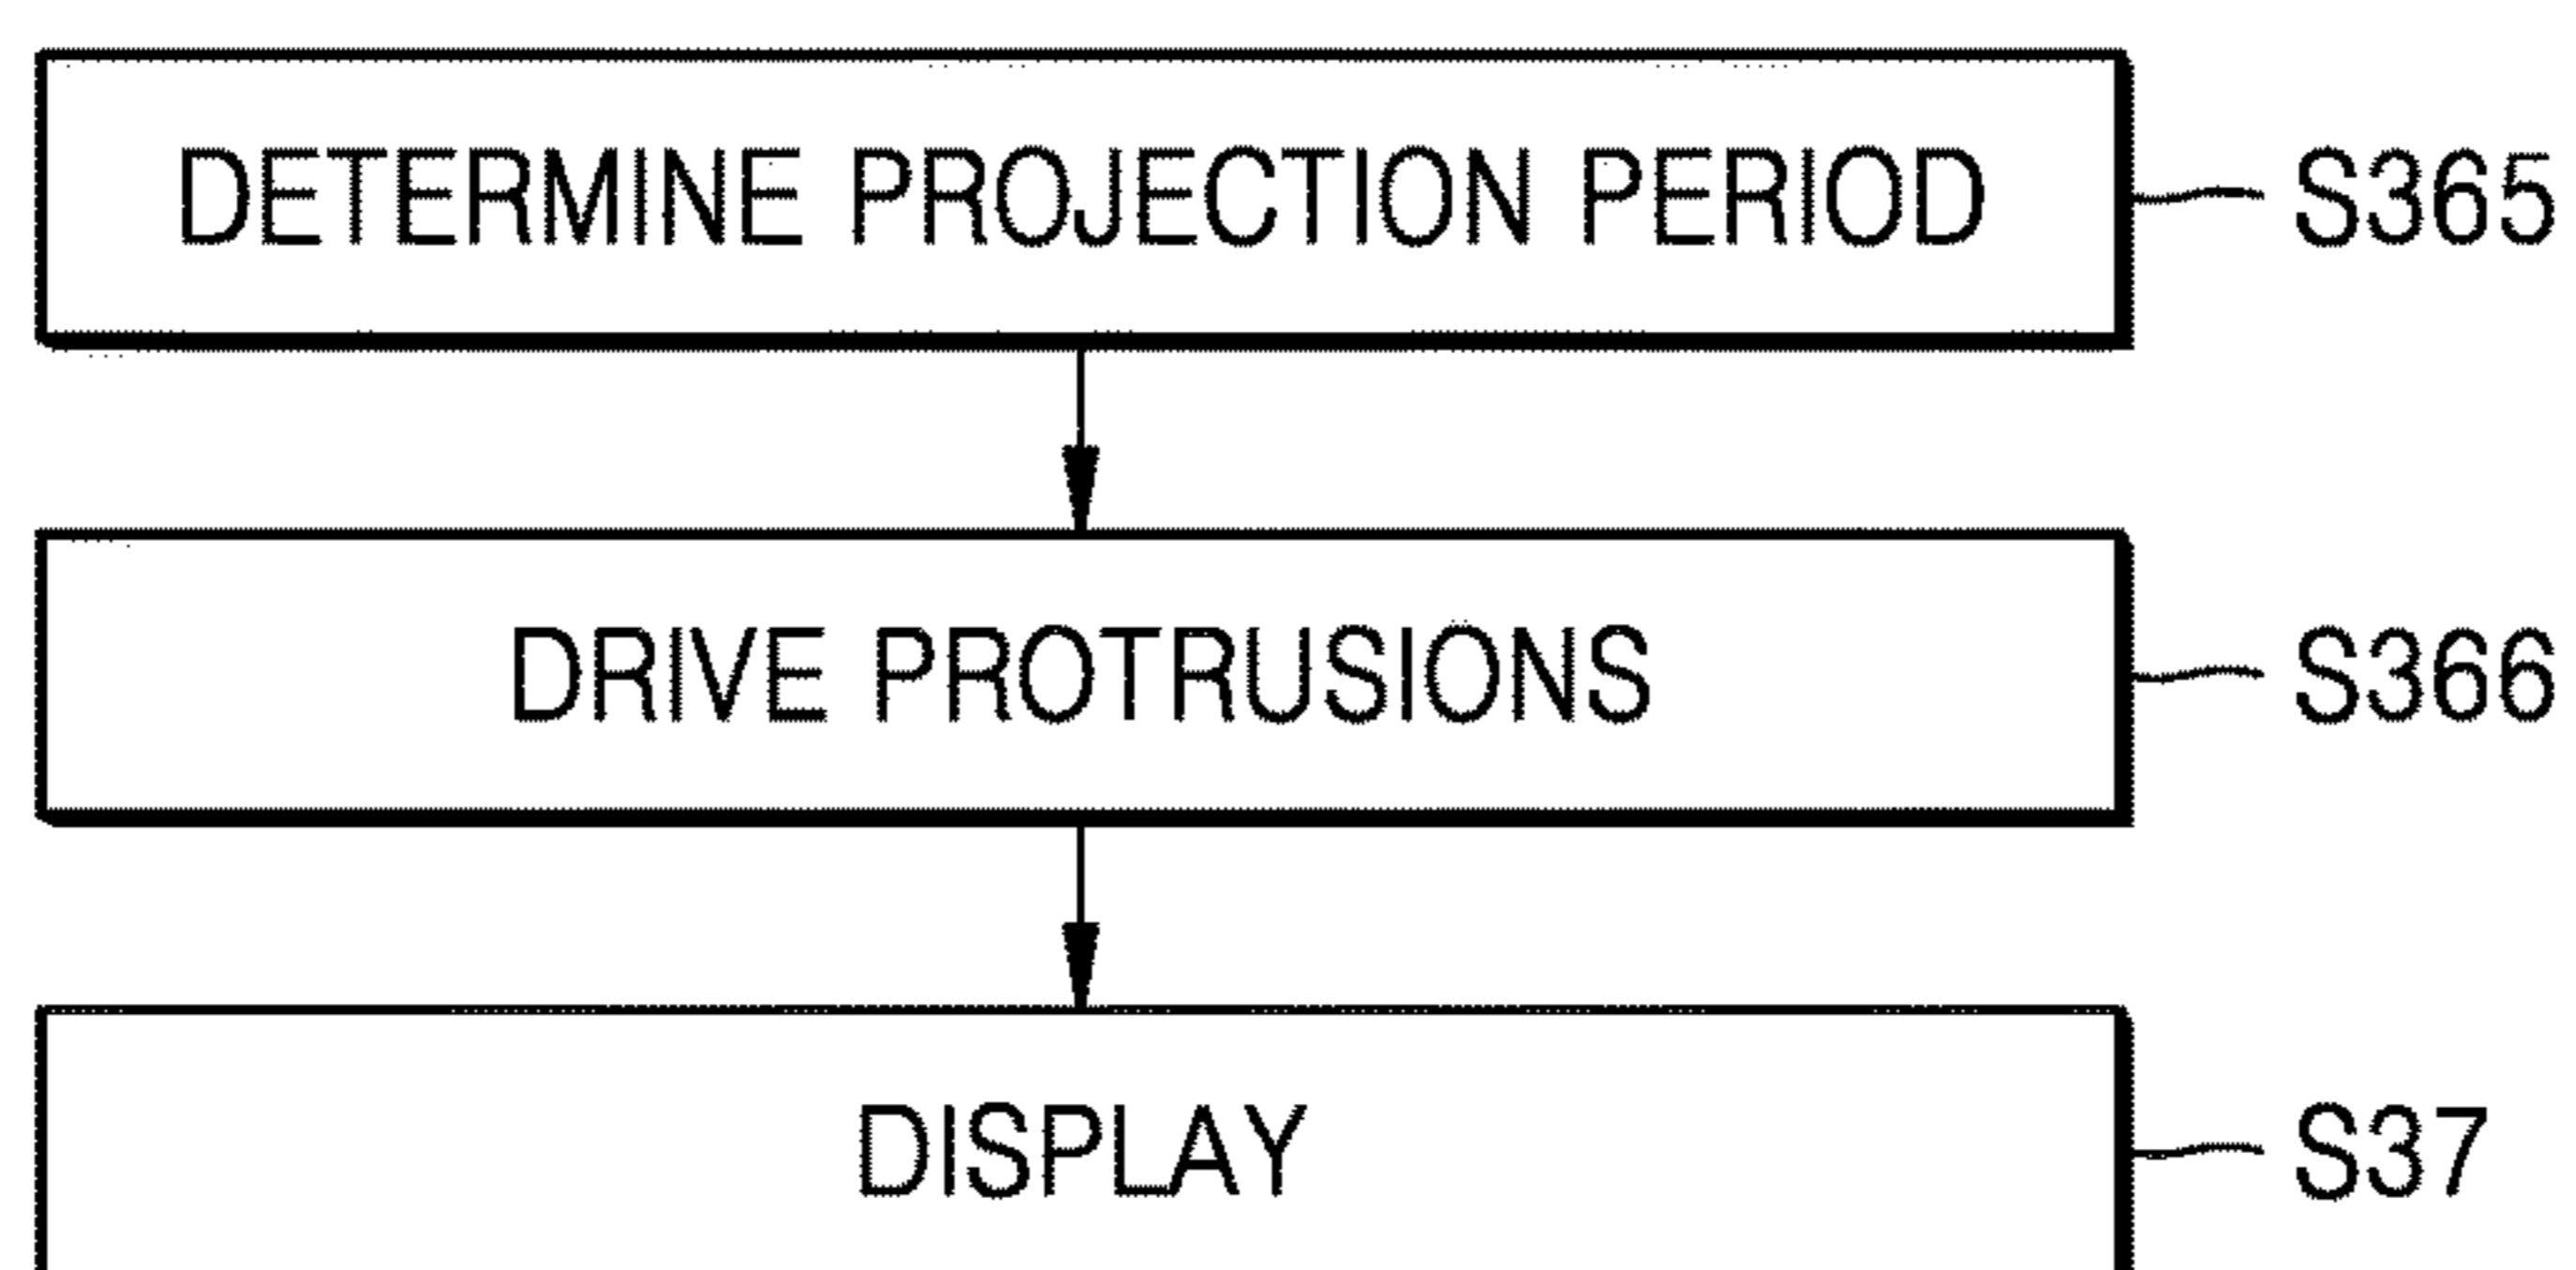 DETERMINE PROJECTION PERIOD S365
DRIVE PROTRUSIONS S366
DISPLAY S37